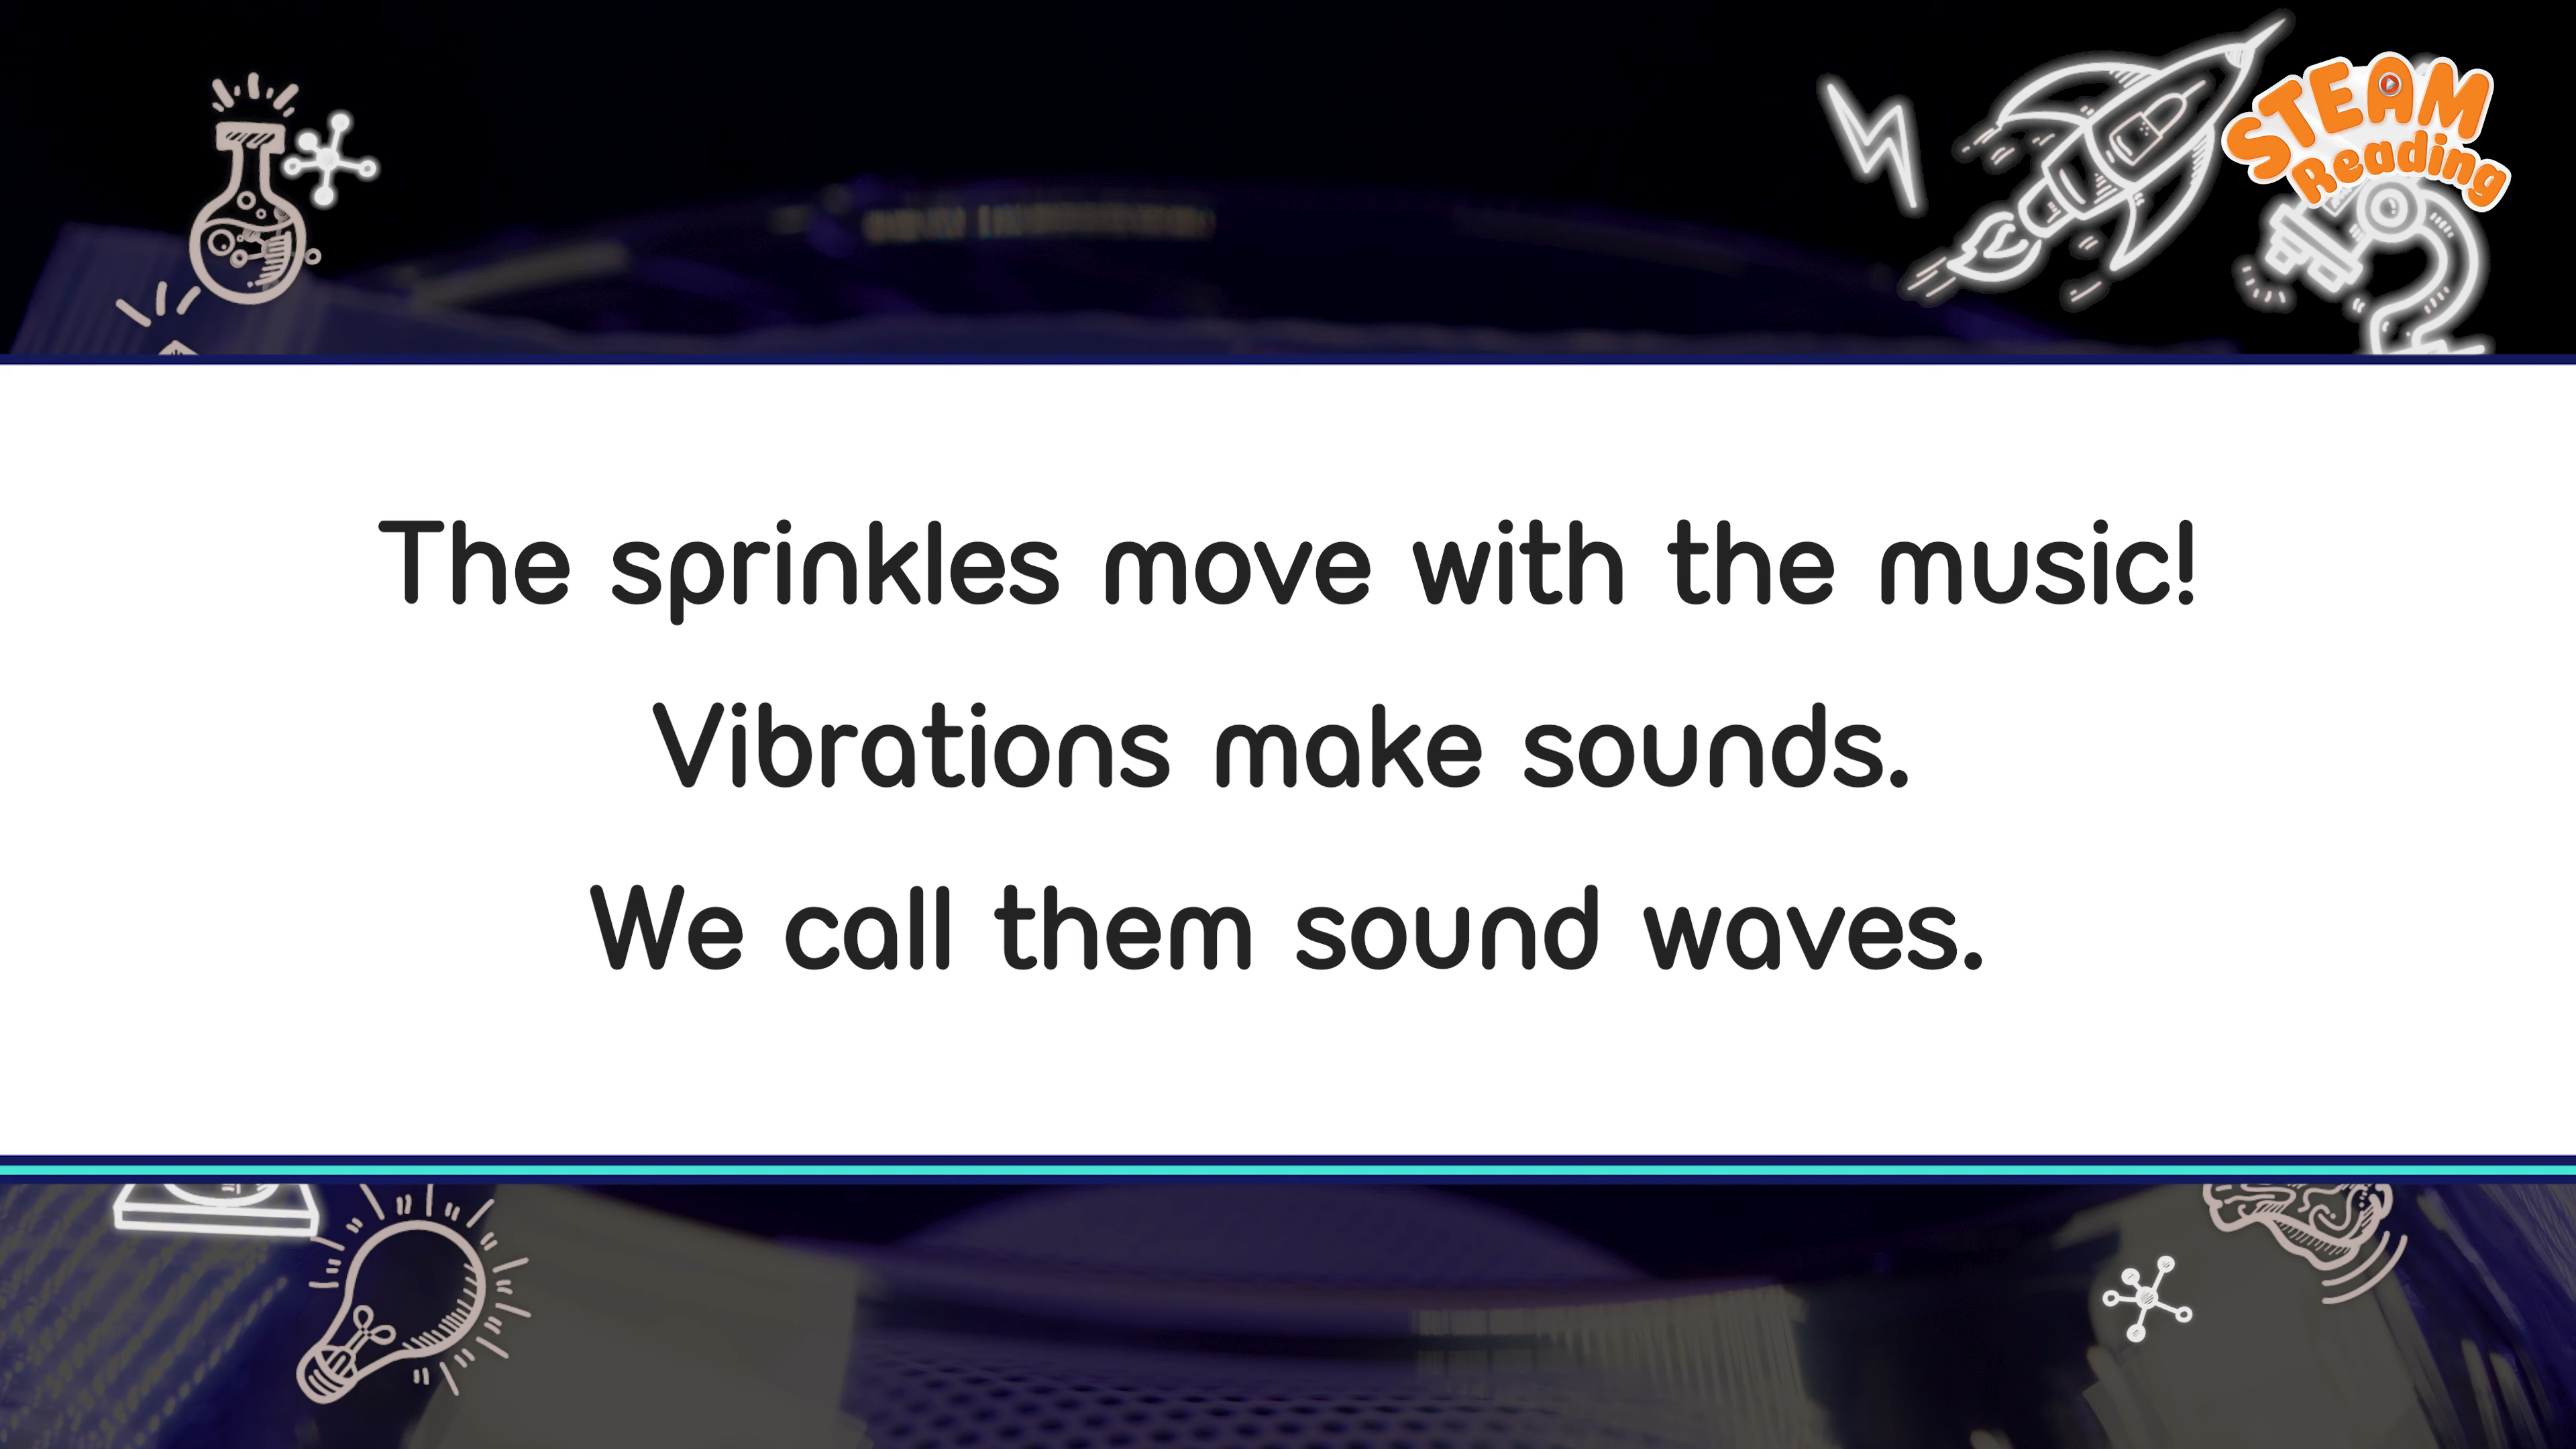 STEAM
Reading
The sprinkles move with the music!
Vibrations make sounds.
We call them sound waves.